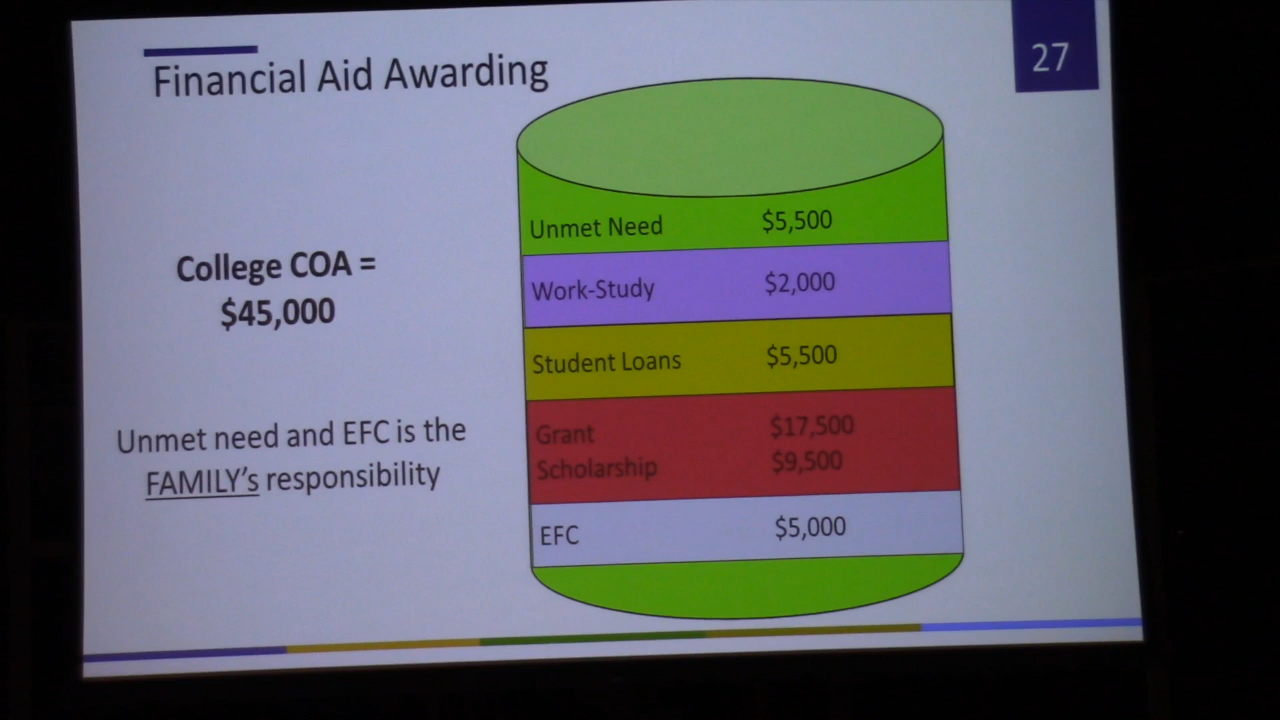 27
Financial Aid Awarding
College COA =
$45,000
Unmet need and EFC is the
FAMILY's responsibility
Unmet Need $5,500
Work-Study $2,000
Student Loans $5,500
Grant $17,500
Scholarship $9,500
EFC $5,000